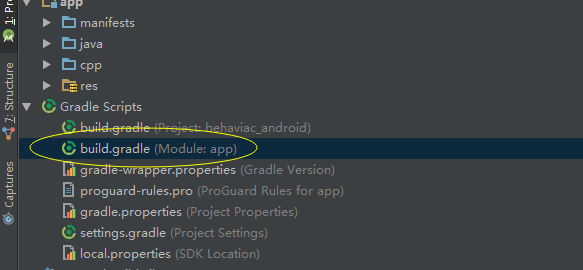 app
manifests
java
cpp
res
Gradle Scripts
build.gradle (Project: behaviac_android)
build.gradle (Module: app)
gradle-wrapper.properties (Gradle Version)
proguard-rules.pro (ProGuard Rules for app)
gradle.properties (Project Properties)
settings.gradle (Project Settings)
local.properties (SDK Location)
7: Structure
Captures